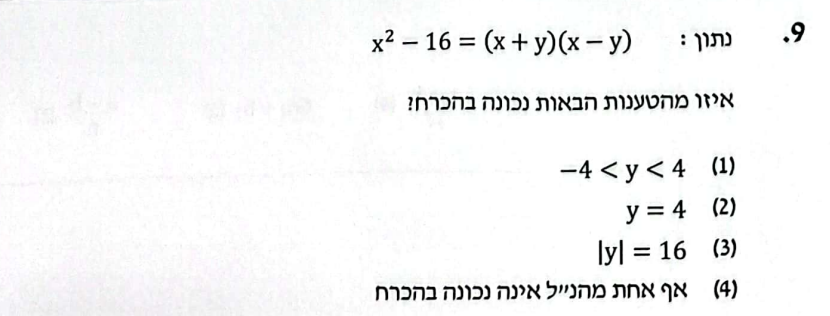 9. נתון : x² − 16 = (x + y)(x − y)
איזו מהטענות הבאות נכונה בהכרח?
(1) −4 < y < 4
(2) y = 4
(3) |y| = 16
(4) אף אחת מהנ״ל אינה נכונה בהכרח